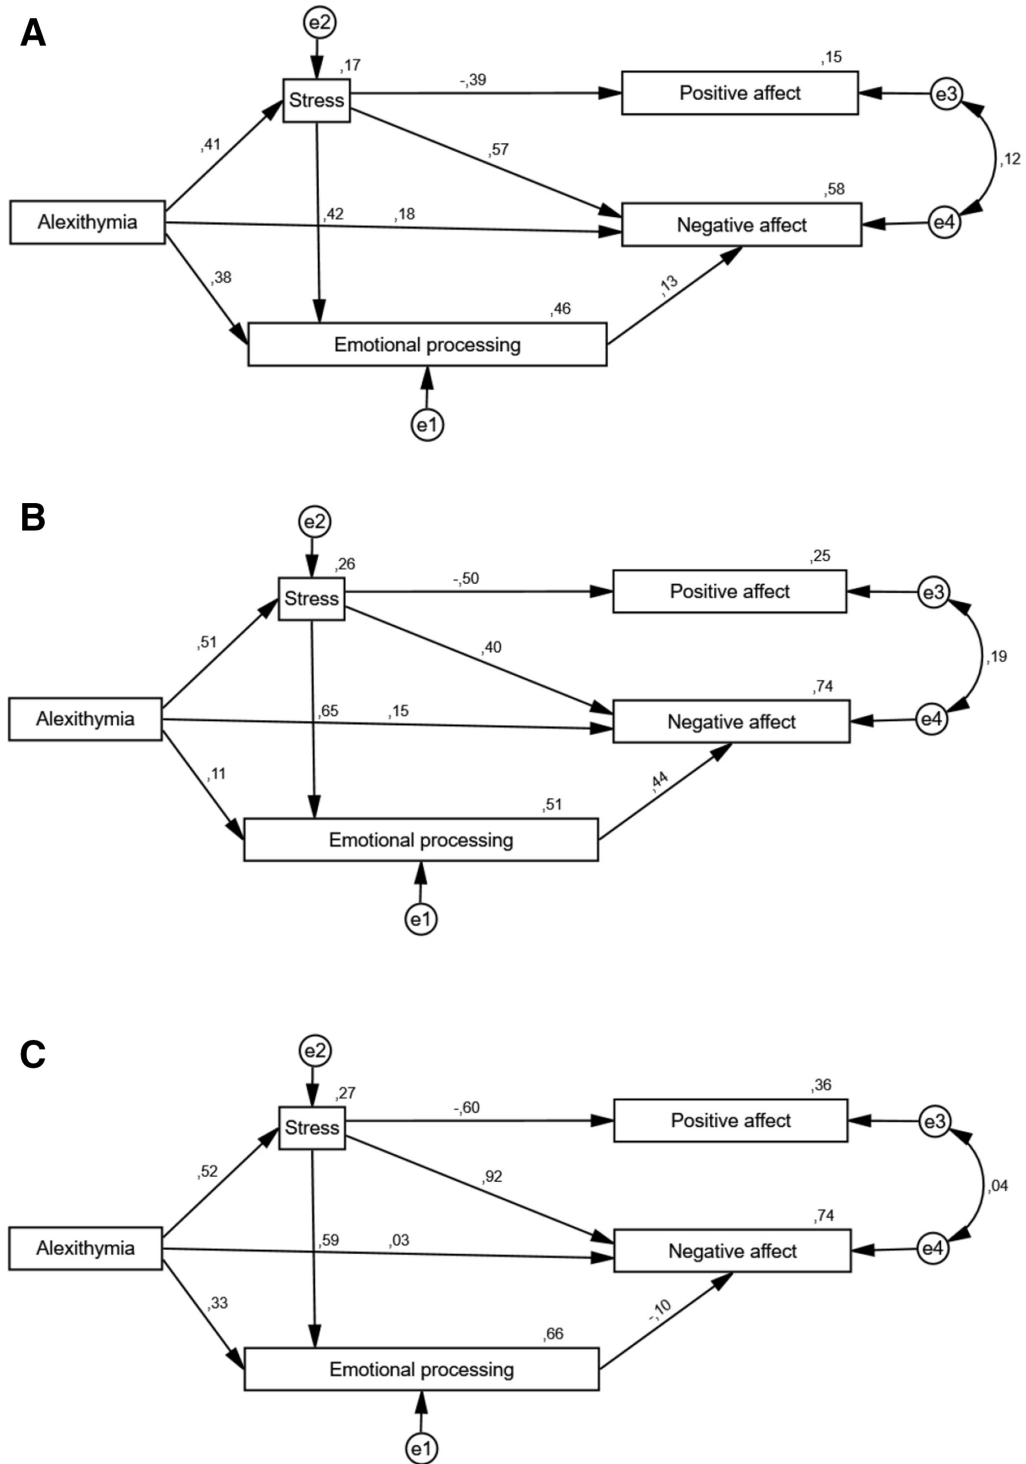 A
e2
,17
,15
Stress
-,39
Positive affect
e3
,41
,57
,12
,58
Alexithymia
,42
,18
Negative affect
e4
,38
,13
,46
Emotional processing
e1
B
e2
,26
,25
Stress
-,50
Positive affect
e3
,51
,40
,19
,74
Alexithymia
,65
,15
Negative affect
e4
,11
,44
,51
Emotional processing
e1
C
e2
,27
,36
Stress
-,60
Positive affect
e3
,52
,92
,04
,74
Alexithymia
,59
,03
Negative affect
e4
,33
-,10
,66
Emotional processing
e1